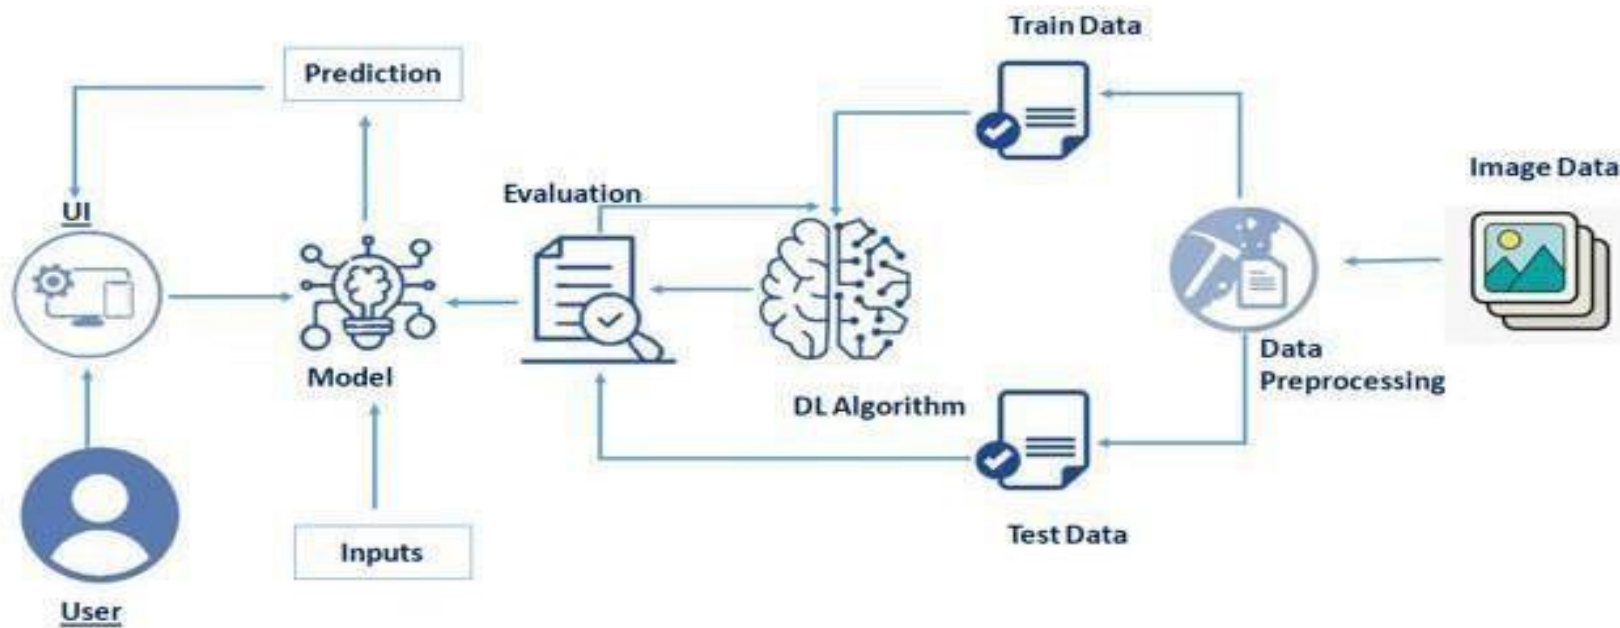 Train Data
Prediction
Image Data
Evaluation
UI
Data
Preprocessing
Model
DL Algorithm
Test Data
Inputs
User